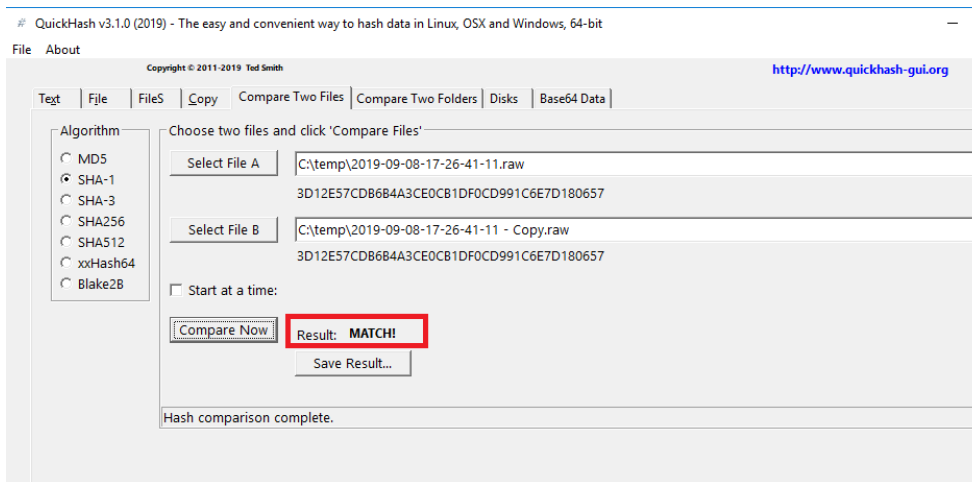 QuickHash v3.1.0 (2019) - The easy and convenient way to hash data in Linux, OSX and Windows, 64-bit
File About
Copyright © 2011-2019 Ted Smith http://www.quickhash-gui.org
Text File FileS Copy Compare Two Files Compare Two Folders Disks Base64 Data
Algorithm
MD5
SHA-1
SHA-3
SHA256
SHA512
xxHash64
Blake2B
Choose two files and click 'Compare Files'
Select File A C:\temp\2019-09-08-17-26-41-11.raw
3D12E57CDB6B4A3CE0CB1DF0CD991C6E7D180657
Select File B C:\temp\2019-09-08-17-26-41-11 - Copy.raw
3D12E57CDB6B4A3CE0CB1DF0CD991C6E7D180657
Start at a time:
Compare Now Result: MATCH!
Save Result...
Hash comparison complete.